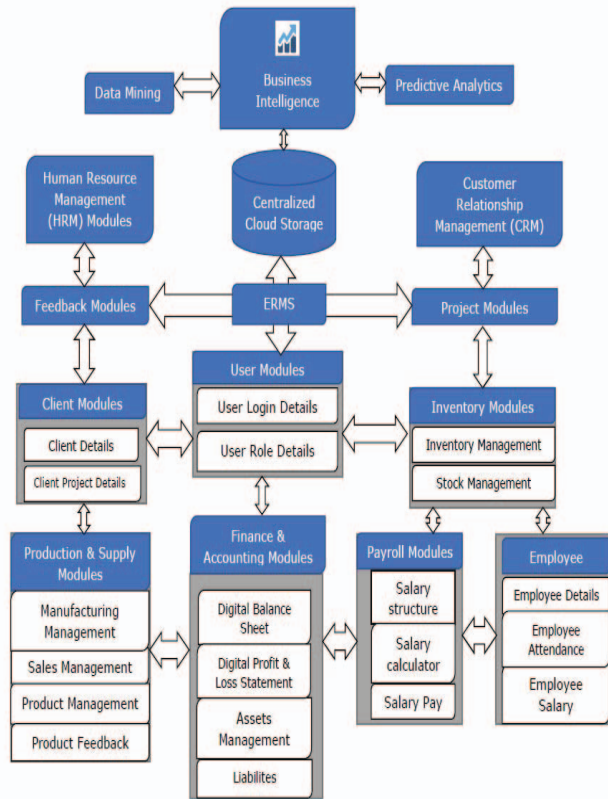 Business
Intelligence
Data Mining
Predictive Analytics
Human Resource
Management
(HRM) Modules
Centralized
Cloud Storage
Customer
Relationship
Management (CRM)
Feedback Modules
ERMS
Project Modules
User Modules
User Login Details
User Role Details
Client Modules
Client Details
Client Project Details
Inventory Modules
Inventory Management
Stock Management
Production & Supply
Modules
Manufacturing
Management
Sales Management
Product Management
Product Feedback
Finance &
Accounting Modules
Digital Balance
Sheet
Digital Profit &
Loss Statement
Assets
Management
Liabilites
Payroll Modules
Salary
structure
Salary
calculator
Salary Pay
Employee
Employee Details
Employee
Attendance
Employee
Salary